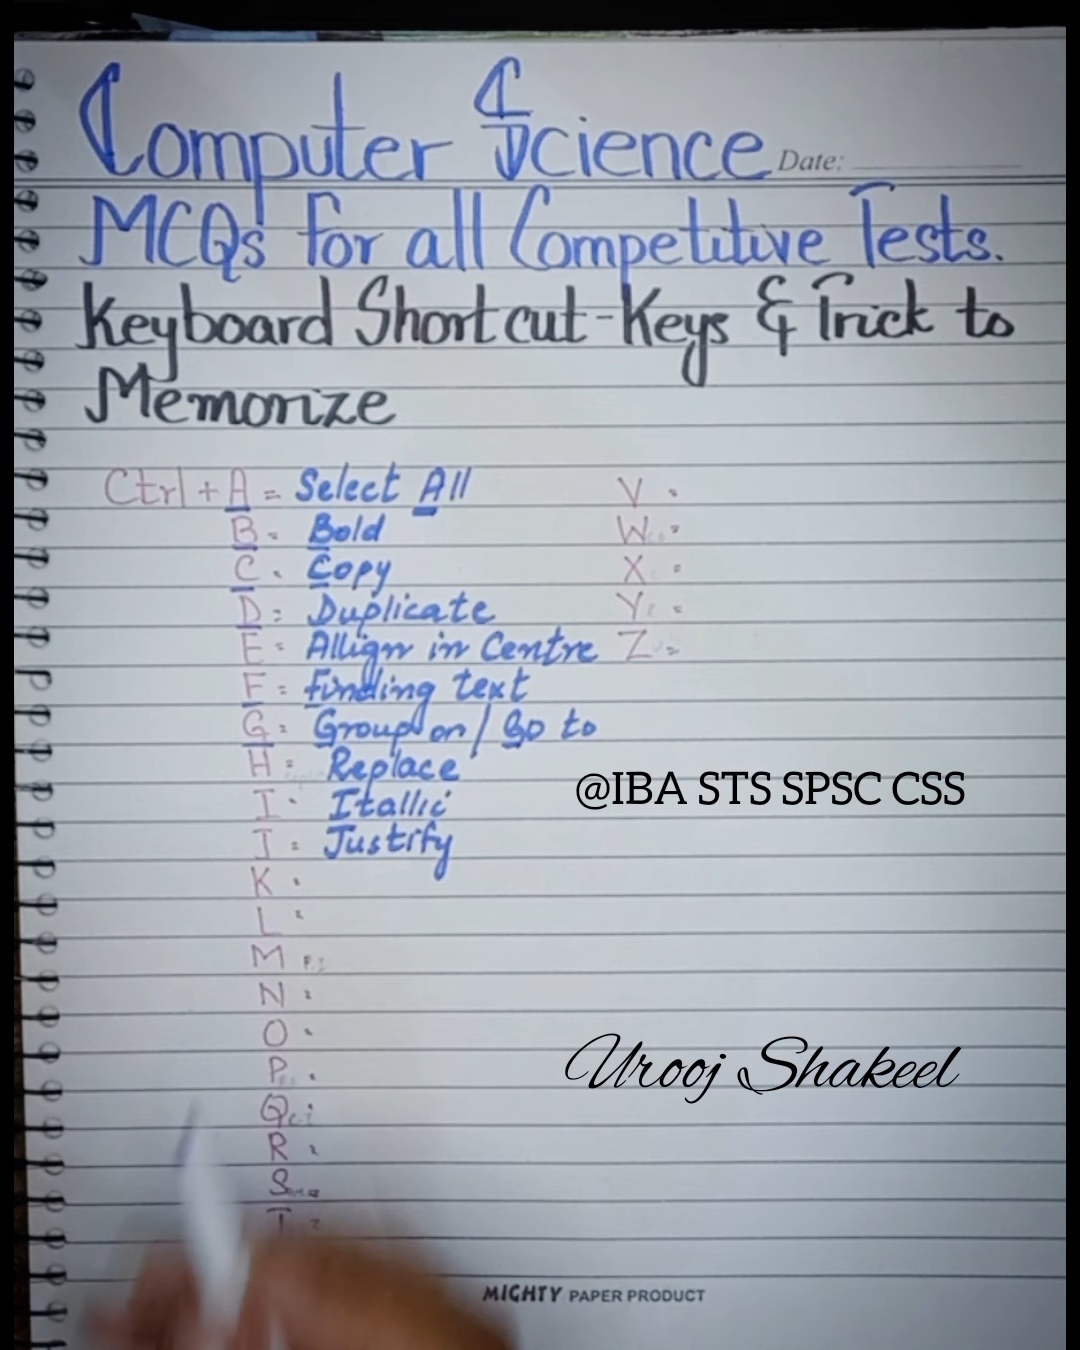 Computer Science
Date:
MCQs for all Competitive Tests.
Keyboard Shortcut-Keys & Trick to
Memorize
Ctrl + A = Select All
B = Bold
C = Copy
D = Duplicate
E = Allign in Centre
F = Finding text
G = Group on / Go to
H = Replace
I = Itallic
J = Justify
K =
L =
M
N =
O =
P =
Q
R =
S
T =
V =
W =
X =
Y =
Z =
@IBA STS SPSC CSS
Urooj Shakeel
MIGHTY PAPER PRODUCT